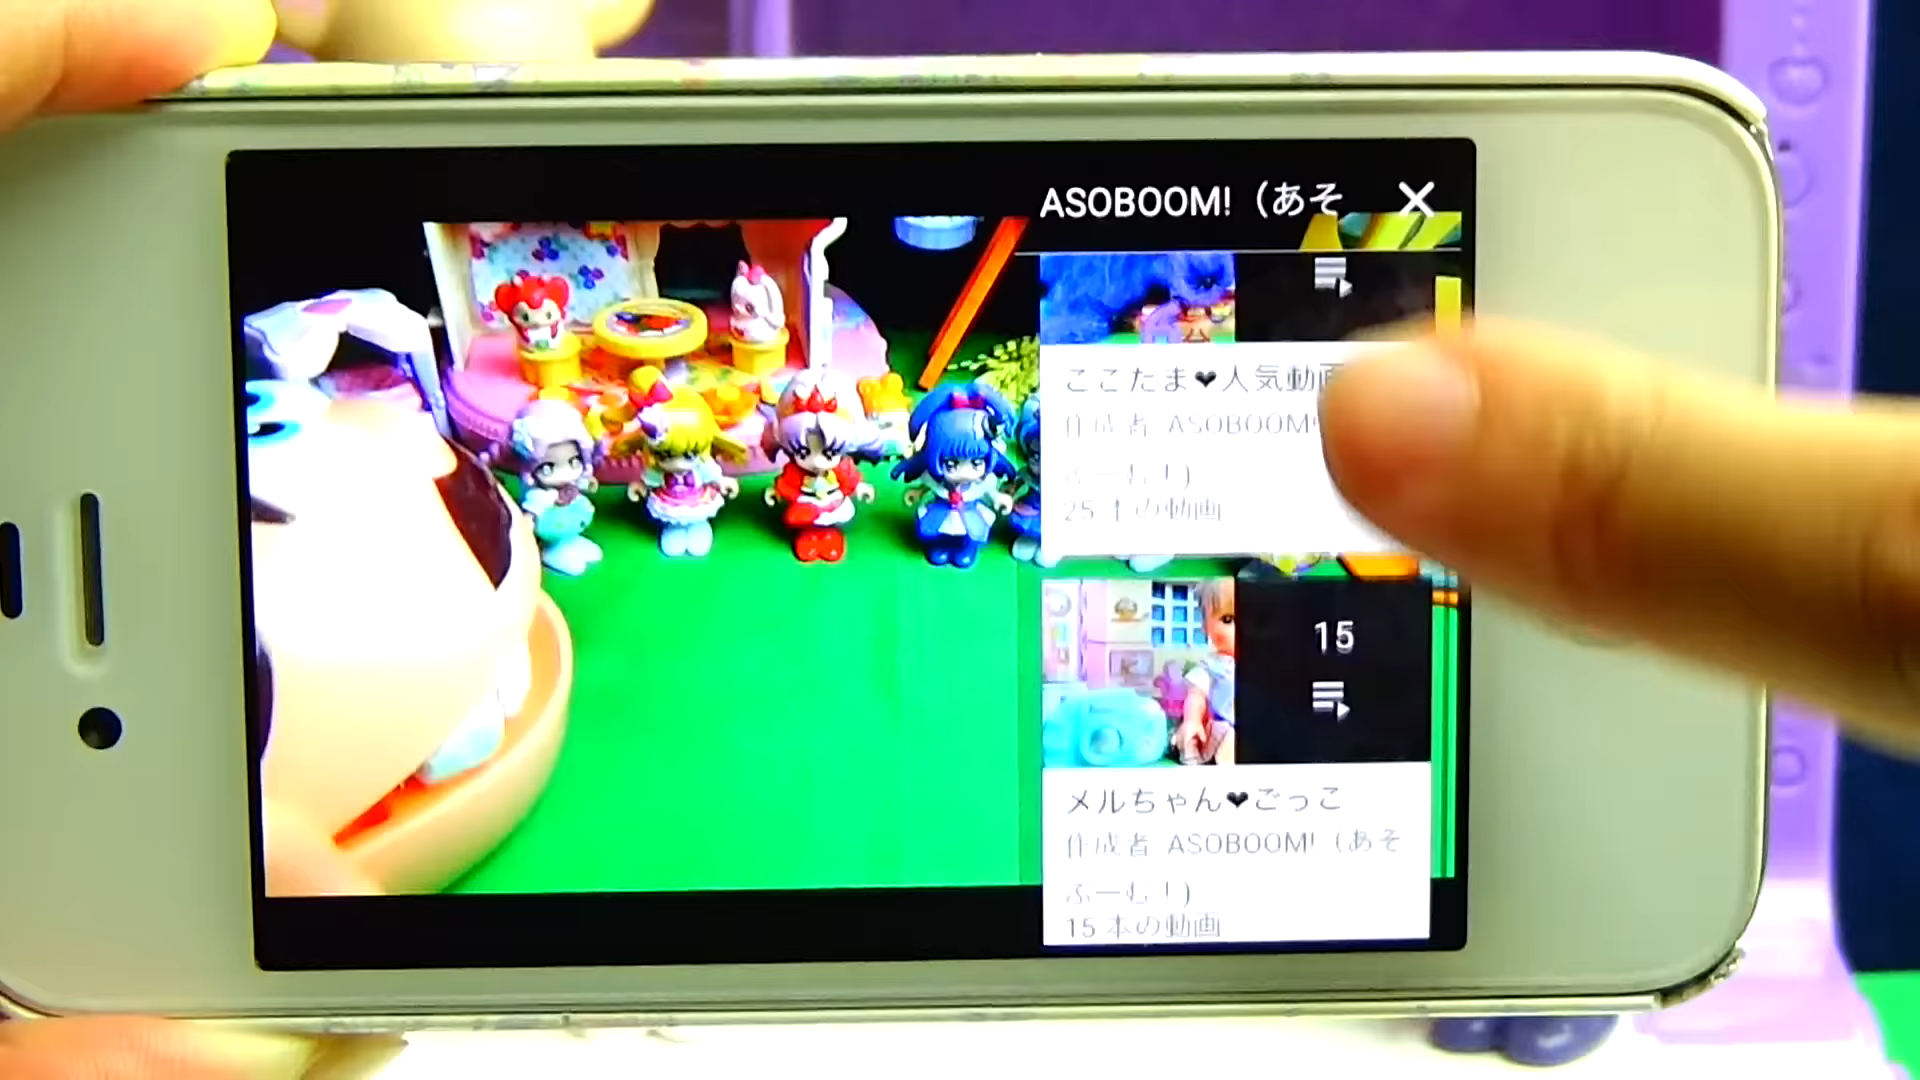 ASOBOOM!（あそ
ここたま❤人気動画
作成者 ASOBOOM!
ふーむ！)
25 本の動画
15
メルちゃん❤ごっこ
作成者 ASOBOOM!（あそ
ふーむ！)
15 本の動画